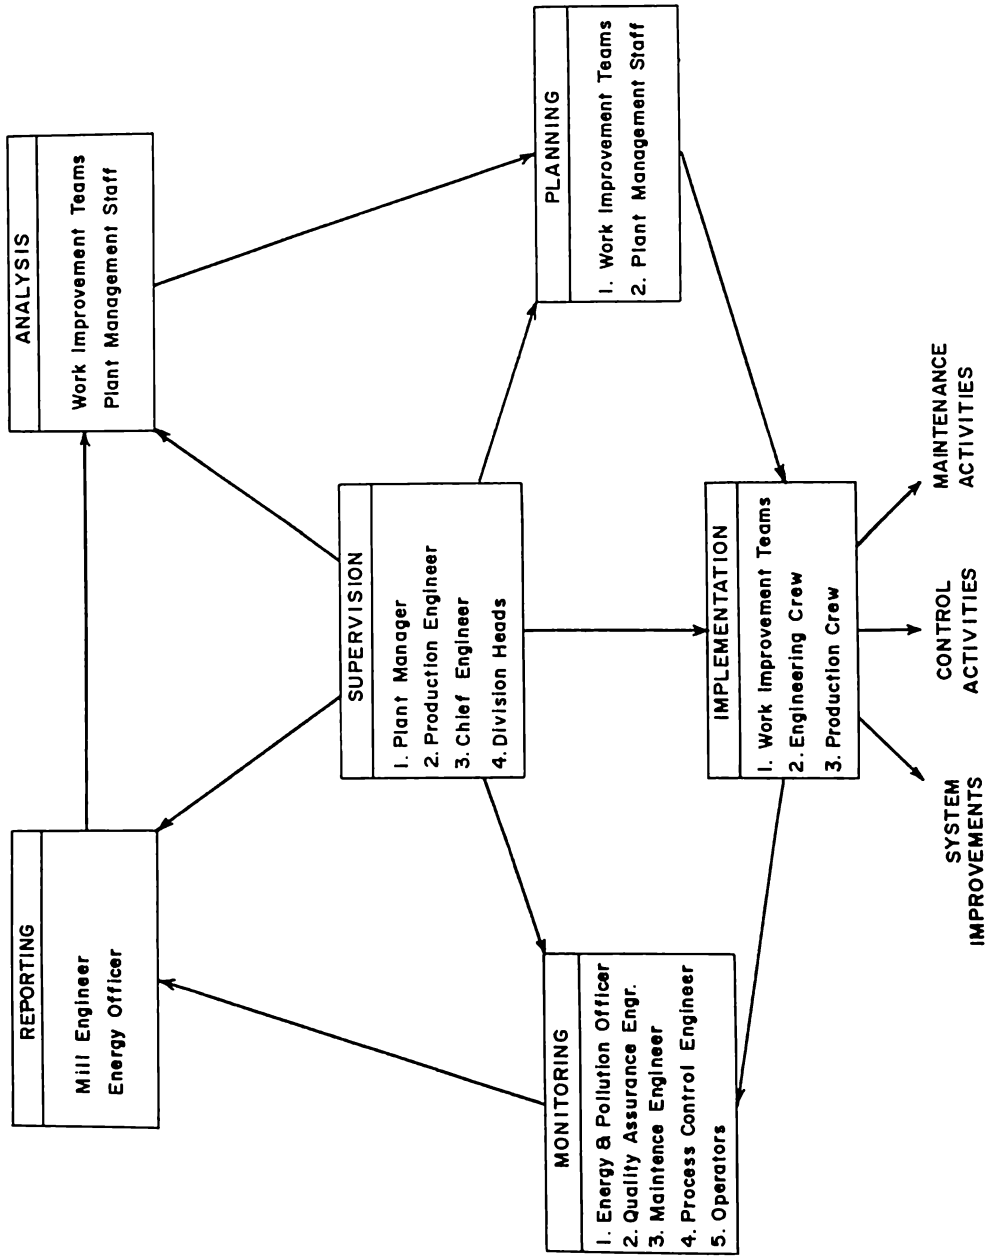 REPORTING
Mill Engineer
Energy Officer
ANALYSIS
Work Improvement Teams
Plant Management Staff
SUPERVISION
1. Plant Manager
2. Production Engineer
3. Chief Engineer
4. Division Heads
MONITORING
1. Energy & Pollution Officer
2. Quality Assurance Engr.
3. Maintence Engineer
4. Process Control Engineer
5. Operators
PLANNING
1. Work Improvement Teams
2. Plant Management Staff
IMPLEMENTATION
1. Work Improvement Teams
2. Engineering Crew
3. Production Crew
SYSTEM
IMPROVEMENTS
CONTROL
ACTIVITIES
MAINTENANCE
ACTIVITIES